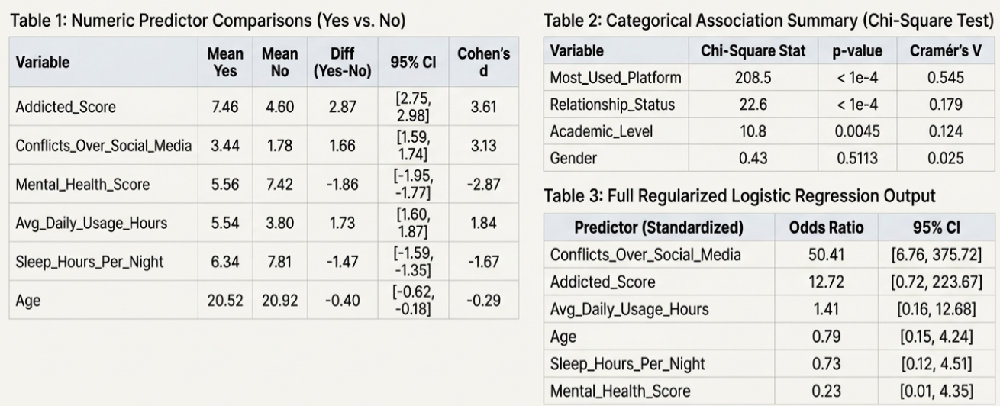 Table 1: Numeric Predictor Comparisons (Yes vs. No)
Variable Mean Yes Mean No Diff (Yes-No) 95% CI Cohen's d
Addicted_Score 7.46 4.60 2.87 [2.75, 2.98] 3.61
Conflicts_Over_Social_Media 3.44 1.78 1.66 [1.59, 1.74] 3.13
Mental_Health_Score 5.56 7.42 -1.86 [-1.95, -1.77] -2.87
Avg_Daily_Usage_Hours 5.54 3.80 1.73 [1.60, 1.87] 1.84
Sleep_Hours_Per_Night 6.34 7.81 -1.47 [-1.59, -1.35] -1.67
Age 20.52 20.92 -0.40 [-0.62, -0.18] -0.29
Table 2: Categorical Association Summary (Chi-Square Test)
Variable Chi-Square Stat p-value Cramér's V
Most_Used_Platform 208.5 < 1e-4 0.545
Relationship_Status 22.6 < 1e-4 0.179
Academic_Level 10.8 0.0045 0.124
Gender 0.43 0.5113 0.025
Table 3: Full Regularized Logistic Regression Output
Predictor (Standardized) Odds Ratio 95% CI
Conflicts_Over_Social_Media 50.41 [6.76, 375.72]
Addicted_Score 12.72 [0.72, 223.67]
Avg_Daily_Usage_Hours 1.41 [0.16, 12.68]
Age 0.79 [0.15, 4.24]
Sleep_Hours_Per_Night 0.73 [0.12, 4.51]
Mental_Health_Score 0.23 [0.01, 4.35]